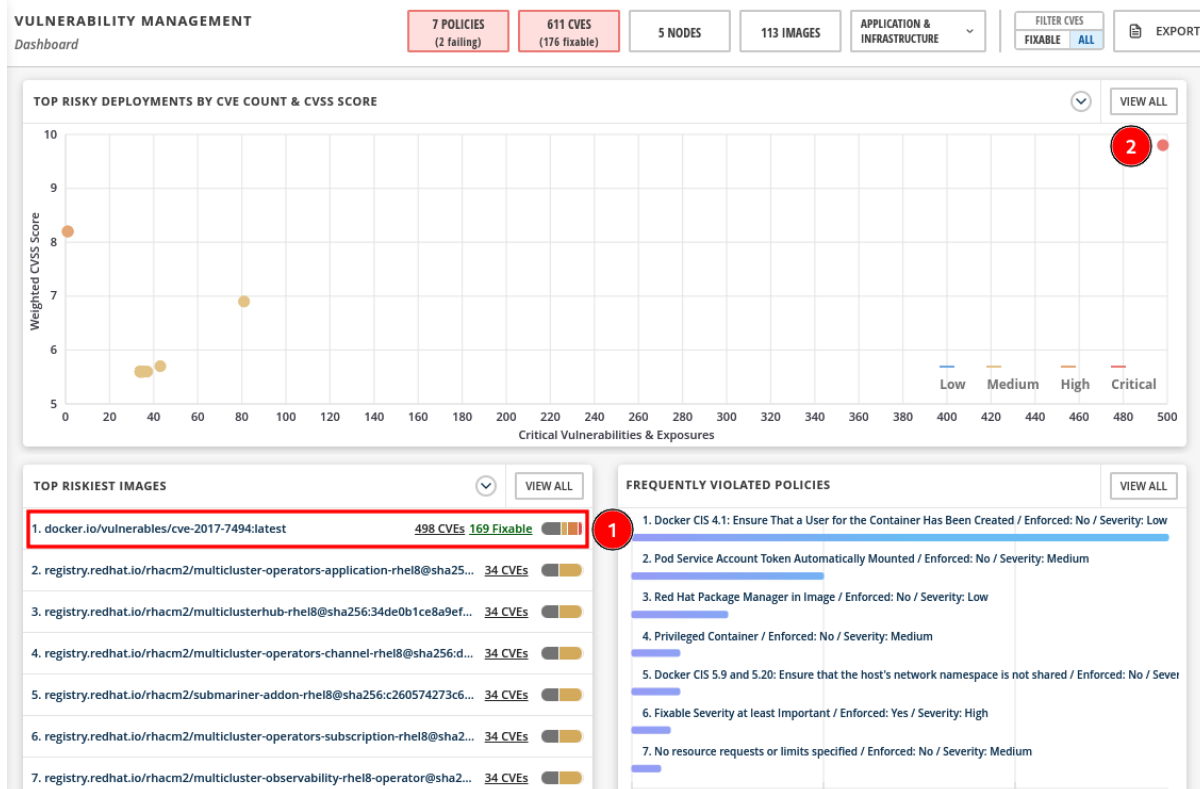 VULNERABILITY MANAGEMENT
Dashboard
7 POLICIES
(2 failing)
611 CVES
(176 fixable)
5 NODES
113 IMAGES
APPLICATION &
INFRASTRUCTURE
FILTER CVES
FIXABLE ALL
EXPORT
TOP RISKY DEPLOYMENTS BY CVE COUNT & CVSS SCORE
VIEW ALL
2
Weighted CVSS Score
10
9
8
7
6
5
Low Medium High Critical
0 20 40 60 80 100 120 140 160 180 200 220 240 260 280 300 320 340 360 380 400 420 440 460 480 500
Critical Vulnerabilities & Exposures
TOP RISKIEST IMAGES
VIEW ALL
1. docker.io/vulnerables/cve-2017-7494:latest 498 CVEs 169 Fixable
1
2. registry.redhat.io/rhacm2/multicluster-operators-application-rhel8@sha25... 34 CVEs
3. registry.redhat.io/rhacm2/multiclusterhub-rhel8@sha256:34de0b1ce8a9ef... 34 CVEs
4. registry.redhat.io/rhacm2/multicluster-operators-channel-rhel8@sha256:d... 34 CVEs
5. registry.redhat.io/rhacm2/submariner-addon-rhel8@sha256:c260574273c6... 34 CVEs
6. registry.redhat.io/rhacm2/multicluster-operators-subscription-rhel8@sha2... 34 CVEs
7. registry.redhat.io/rhacm2/multicluster-observability-rhel8-operator@sha2... 34 CVEs
FREQUENTLY VIOLATED POLICIES
VIEW ALL
1. Docker CIS 4.1: Ensure That a User for the Container Has Been Created / Enforced: No / Severity: Low
2. Pod Service Account Token Automatically Mounted / Enforced: No / Severity: Medium
3. Red Hat Package Manager in Image / Enforced: No / Severity: Low
4. Privileged Container / Enforced: No / Severity: Medium
5. Docker CIS 5.9 and 5.20: Ensure that the host's network namespace is not shared / Enforced: No / Sever
6. Fixable Severity at least Important / Enforced: Yes / Severity: High
7. No resource requests or limits specified / Enforced: No / Severity: Medium